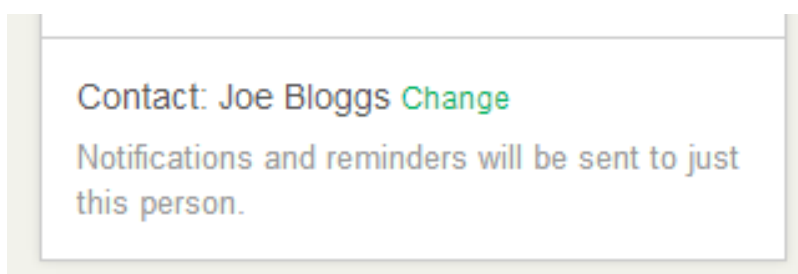 Contact: Joe Bloggs Change
Notifications and reminders will be sent to just
this person.